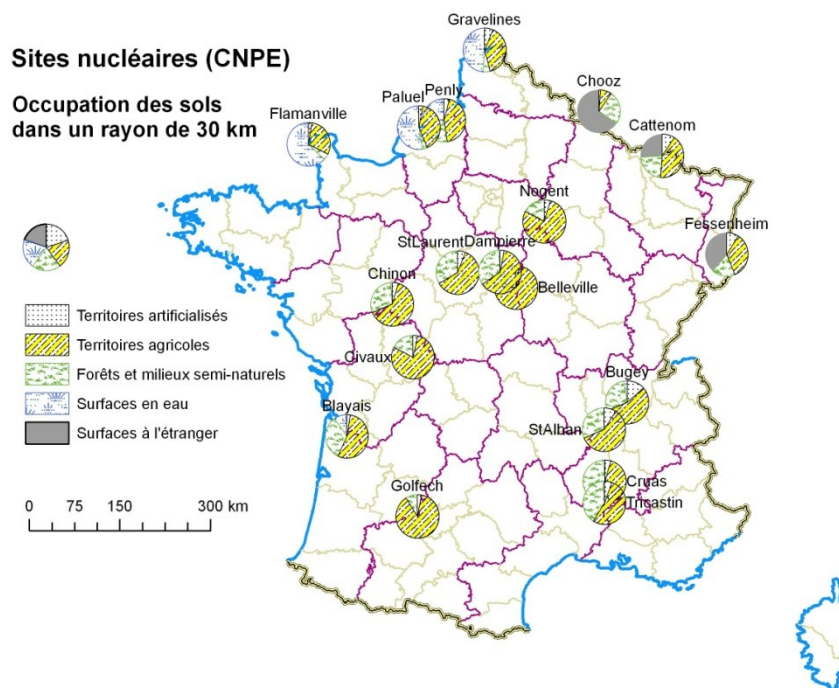 Sites nucléaires (CNPE)
Occupation des sols
dans un rayon de 30 km
Territoires artificialisés
Territoires agricoles
Forêts et milieux semi-naturels
Surfaces en eau
Surfaces à l'étranger
0 75 150 300 km
Gravelines
Chooz
Penly
Paluel
Flamanville
Cattenom
Nogent
Fessenheim
StLaurent
Dampierre
Belleville
Chinon
Civaux
Bugey
Blayais
StAlban
Golfech
Cruas
Tricastin